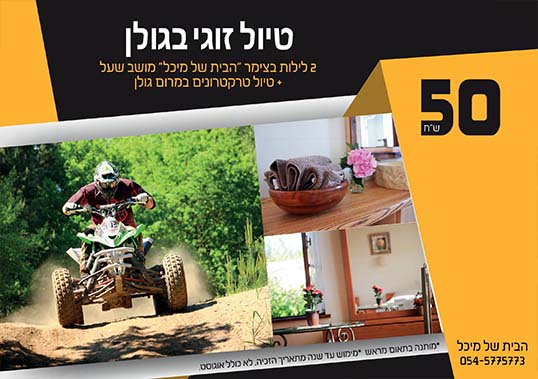 טיול זוגי בגולן
2 לילות בצימר "הבית של מיכל" מושב שעל
+ טיול טרקטרונים במרום גולן
50
ש"ח
*מותנה בתאום מראש *מימוש עד שנה מתאריך הזכיה, לא כולל אוגוסט.
הבית של מיכל
054-5775773